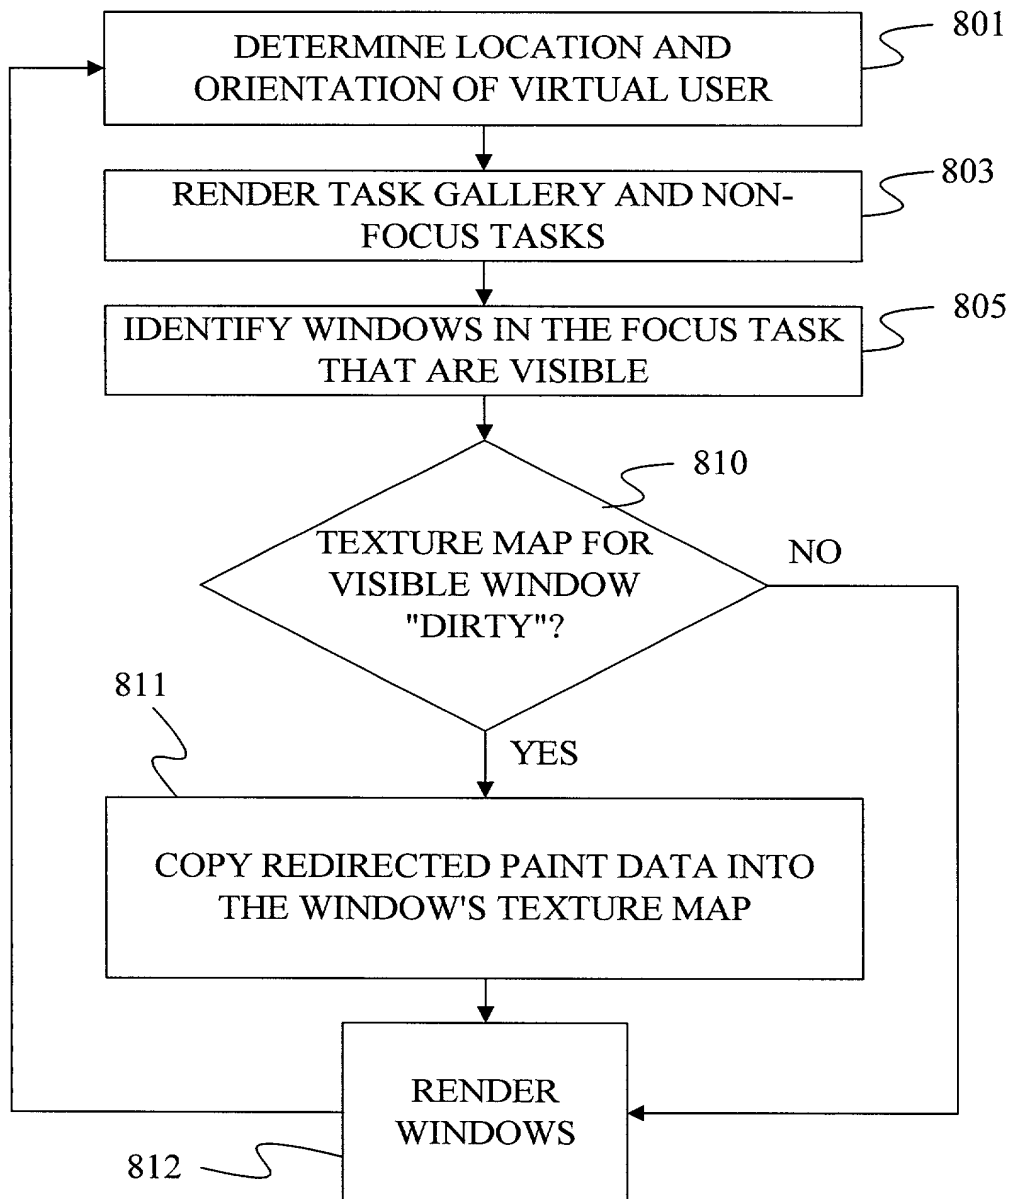 801
DETERMINE LOCATION AND
ORIENTATION OF VIRTUAL USER
803
RENDER TASK GALLERY AND NON-
FOCUS TASKS
805
IDENTIFY WINDOWS IN THE FOCUS TASK
THAT ARE VISIBLE
810
TEXTURE MAP FOR
VISIBLE WINDOW
"DIRTY"?
NO
811
YES
COPY REDIRECTED PAINT DATA INTO
THE WINDOW'S TEXTURE MAP
RENDER
WINDOWS
812